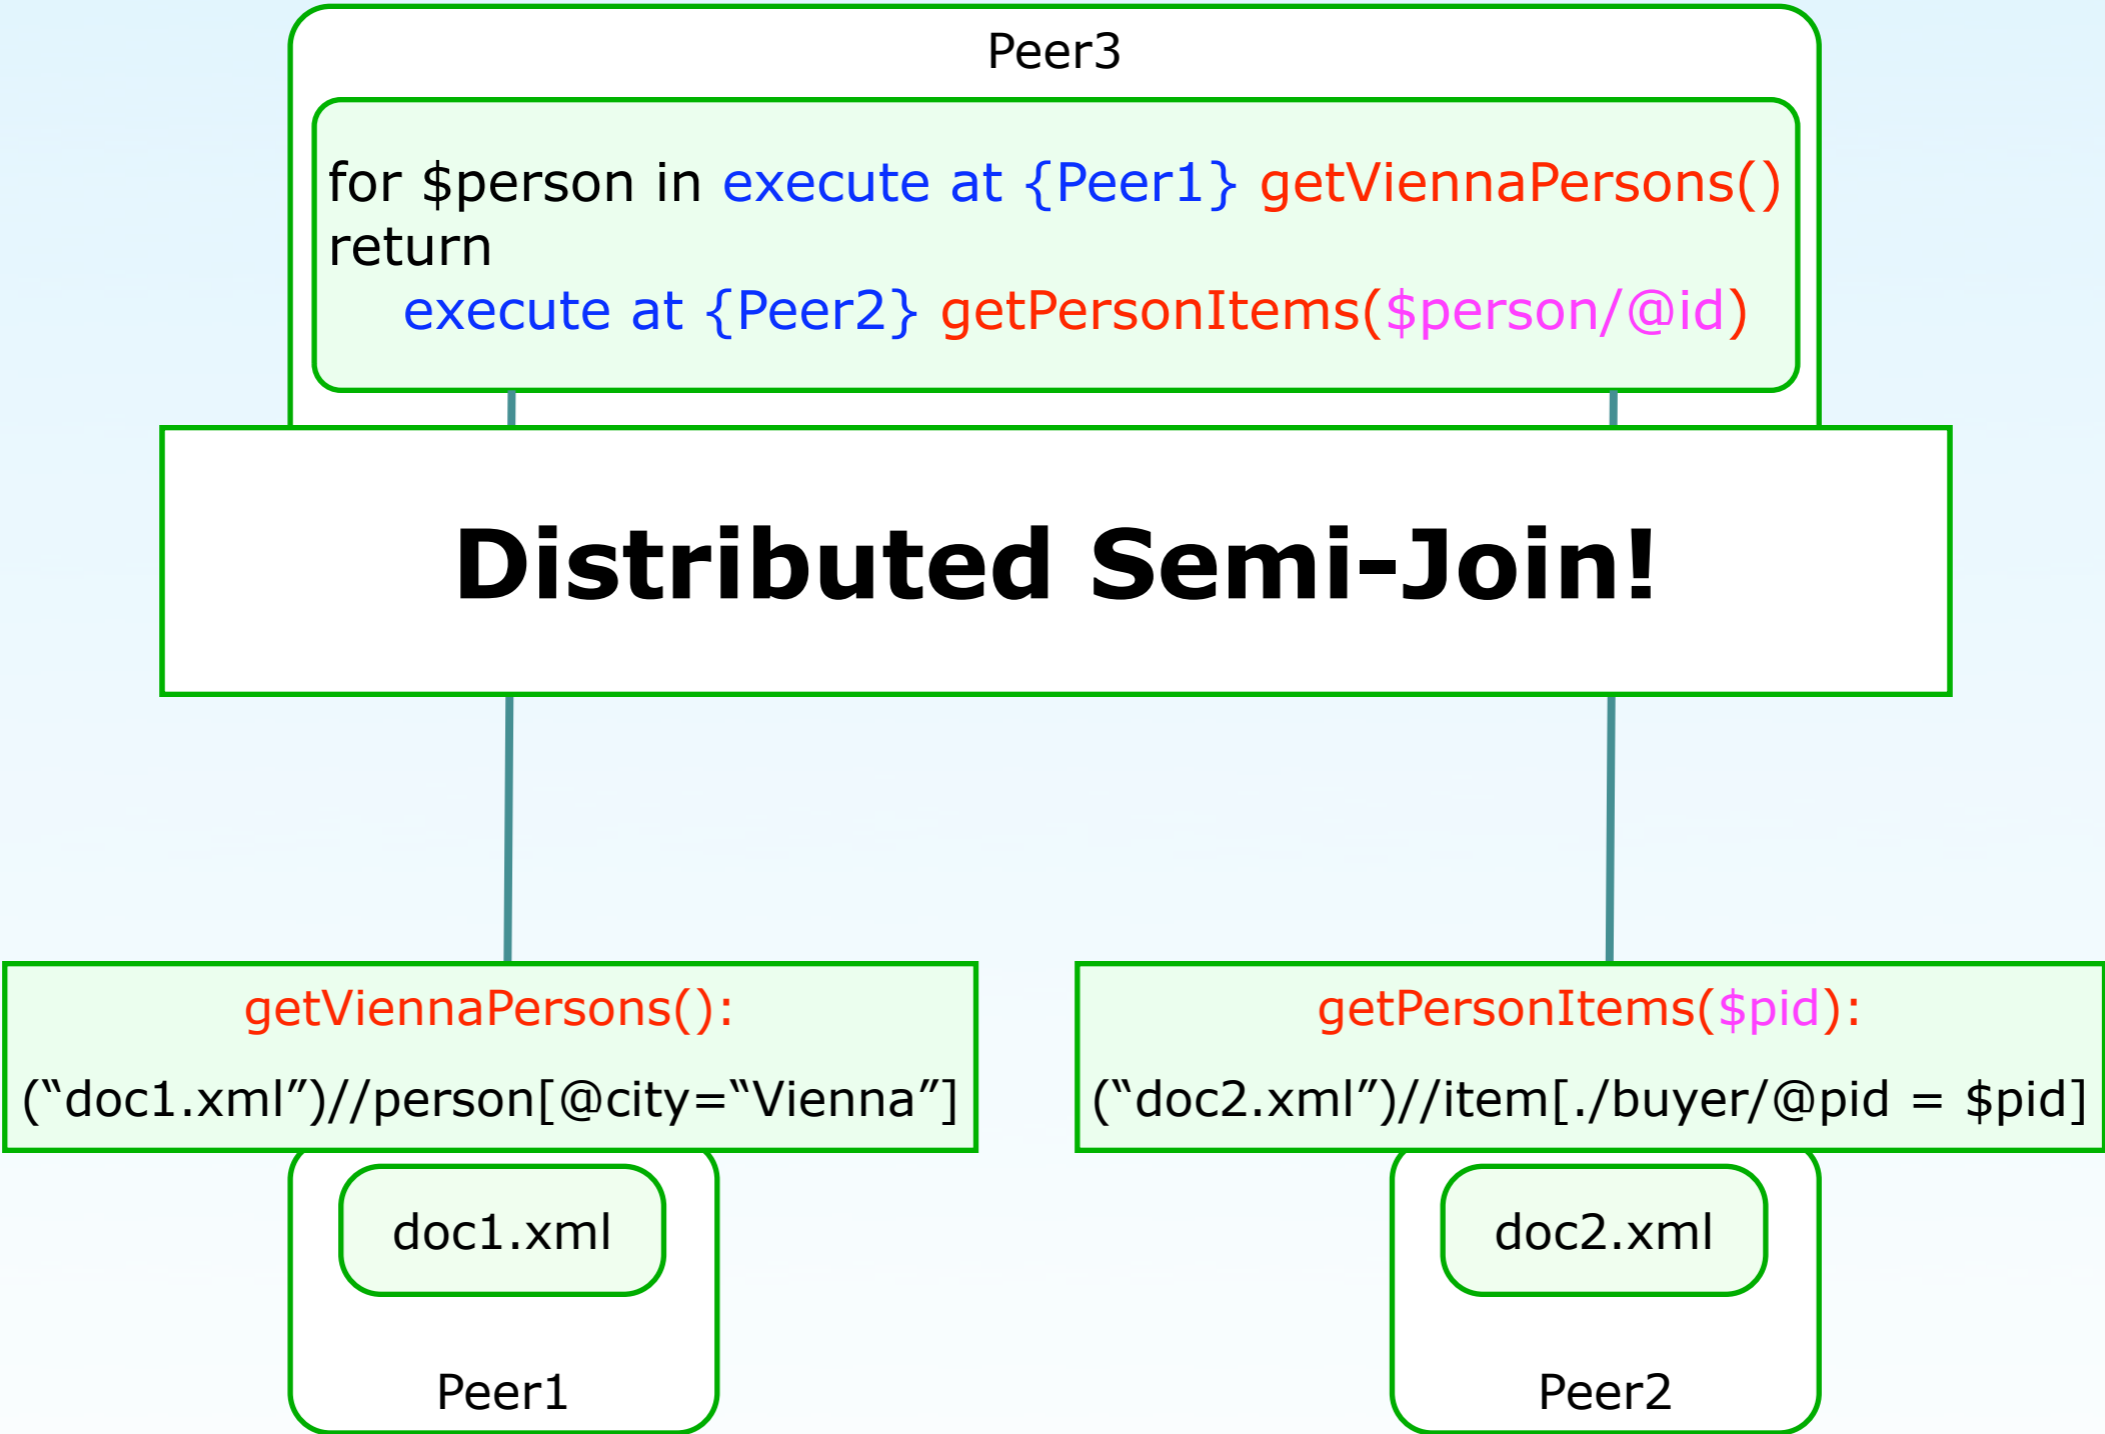 Peer3
for $person in execute at {Peer1} getViennaPersons()
return
execute at {Peer2} getPersonItems($person/@id)
Distributed Semi-Join!
getViennaPersons():
(“doc1.xml”)//person[@city=“Vienna”]
doc1.xml
Peer1
getPersonItems($pid):
(“doc2.xml”)//item[./buyer/@pid = $pid]
doc2.xml
Peer2